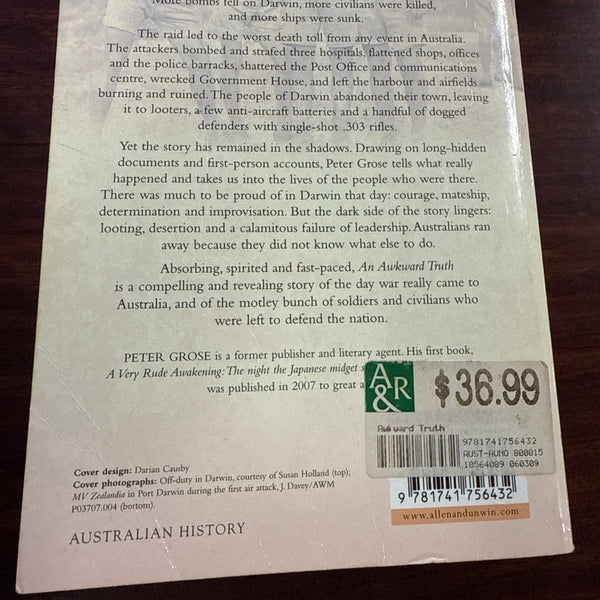 More bombs fell on Darwin, more civilians were killed,
and more ships were sunk.
The raid led to the worst death toll from any event in Australia.
The attackers bombed and strafed three hospitals, flattened shops, offices
and the police barracks, shattered the Post Office and communications
centre, wrecked Government House, and left the harbour and airfields
burning and ruined. The people of Darwin abandoned their town, leaving
it to looters, a few anti-aircraft batteries and a handful of dogged
defenders with single-shot .303 rifles.
Yet the story has remained in the shadows. Drawing on long-hidden
documents and first-person accounts, Peter Grose tells what really
happened and takes us into the lives of the people who were there.
There was much to be proud of in Darwin that day: courage, mateship,
determination and improvisation. But the dark side of the story lingers:
looting, desertion and a calamitous failure of leadership. Australians ran
away because they did not know what else to do.
Absorbing, spirited and fast-paced, An Awkward Truth
is a compelling and revealing story of the day war really came to
Australia, and of the motley bunch of soldiers and civilians who
were left to defend the nation.
PETER GROSE is a former publisher and literary agent. His first book,
A Very Rude Awakening: The night the Japanese midget s
was published in 2007 to great a
A&R
$36.99
Awkward Truth
9781741756432
AUST-AUNO 000015
10564089 060309
Cover design: Darian Causby
Cover photographs: Off-duty in Darwin, courtesy of Susan Holland (top);
MV Zealandia in Port Darwin during the first air attack, J. Davey/AWM
P03707.004 (bottom).
AUSTRALIAN HISTORY
9 781741 756432
www.allenandunwin.com